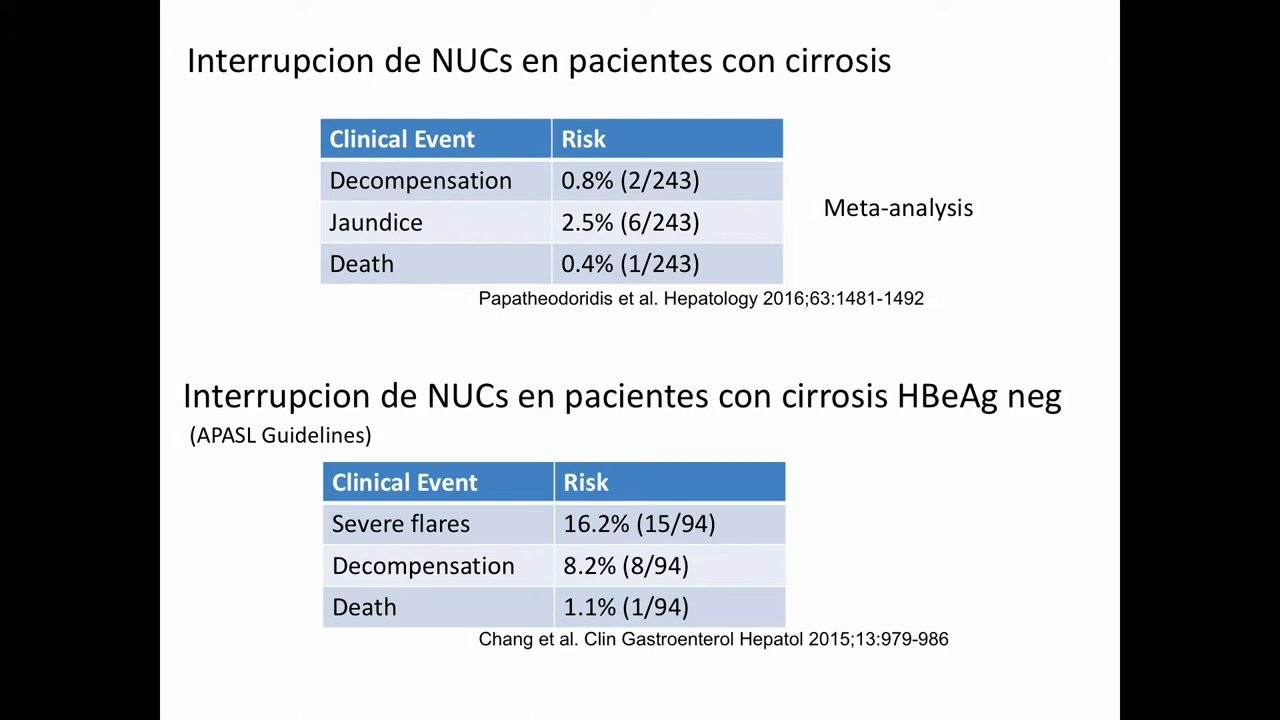 Interrupcion de NUCs en pacientes con cirrosis
Clinical Event Risk
Decompensation 0.8% (2/243)
Jaundice 2.5% (6/243)
Death 0.4% (1/243)
Meta-analysis
Papatheodoridis et al. Hepatology 2016;63:1481-1492
Interrupcion de NUCs en pacientes con cirrosis HBeAg neg
(APASL Guidelines)
Clinical Event Risk
Severe flares 16.2% (15/94)
Decompensation 8.2% (8/94)
Death 1.1% (1/94)
Chang et al. Clin Gastroenterol Hepatol 2015;13:979-986